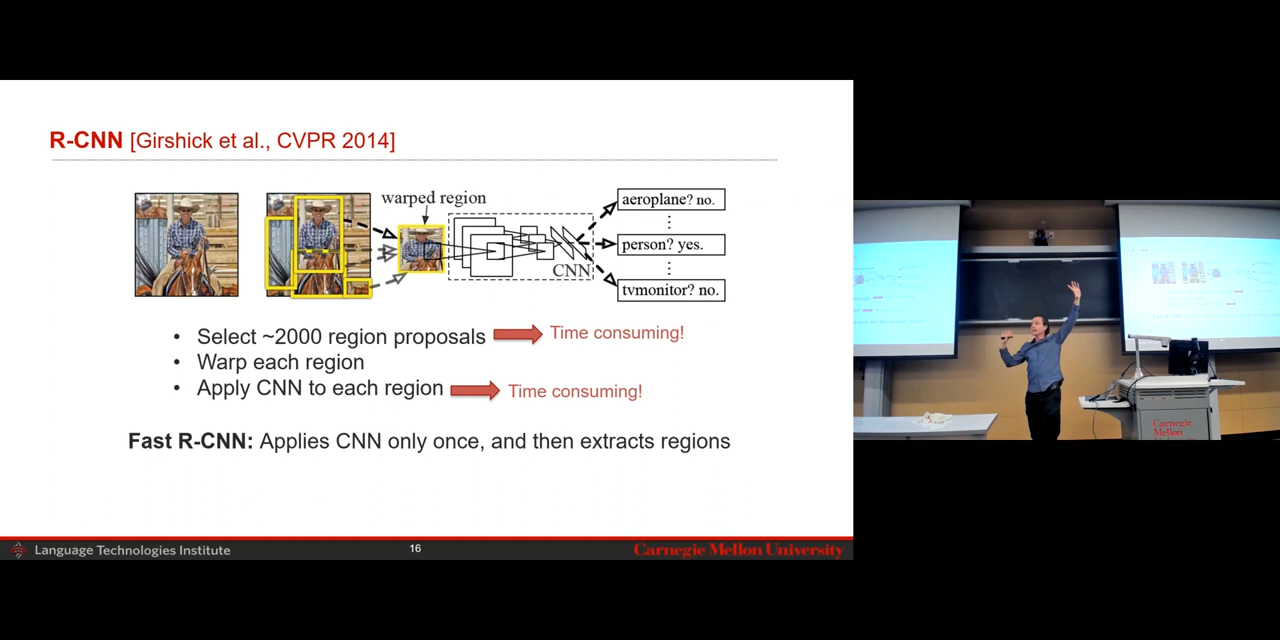 R-CNN [Girshick et al., CVPR 2014]
warped region
aeroplane? no.
person? yes.
CNN
tvmonitor? no.
• Select ~2000 region proposals Time consuming!
• Warp each region
• Apply CNN to each region Time consuming!
Fast R-CNN: Applies CNN only once, and then extracts regions
Language Technologies Institute 16 Carnegie Mellon University
Carnegie
Mellon